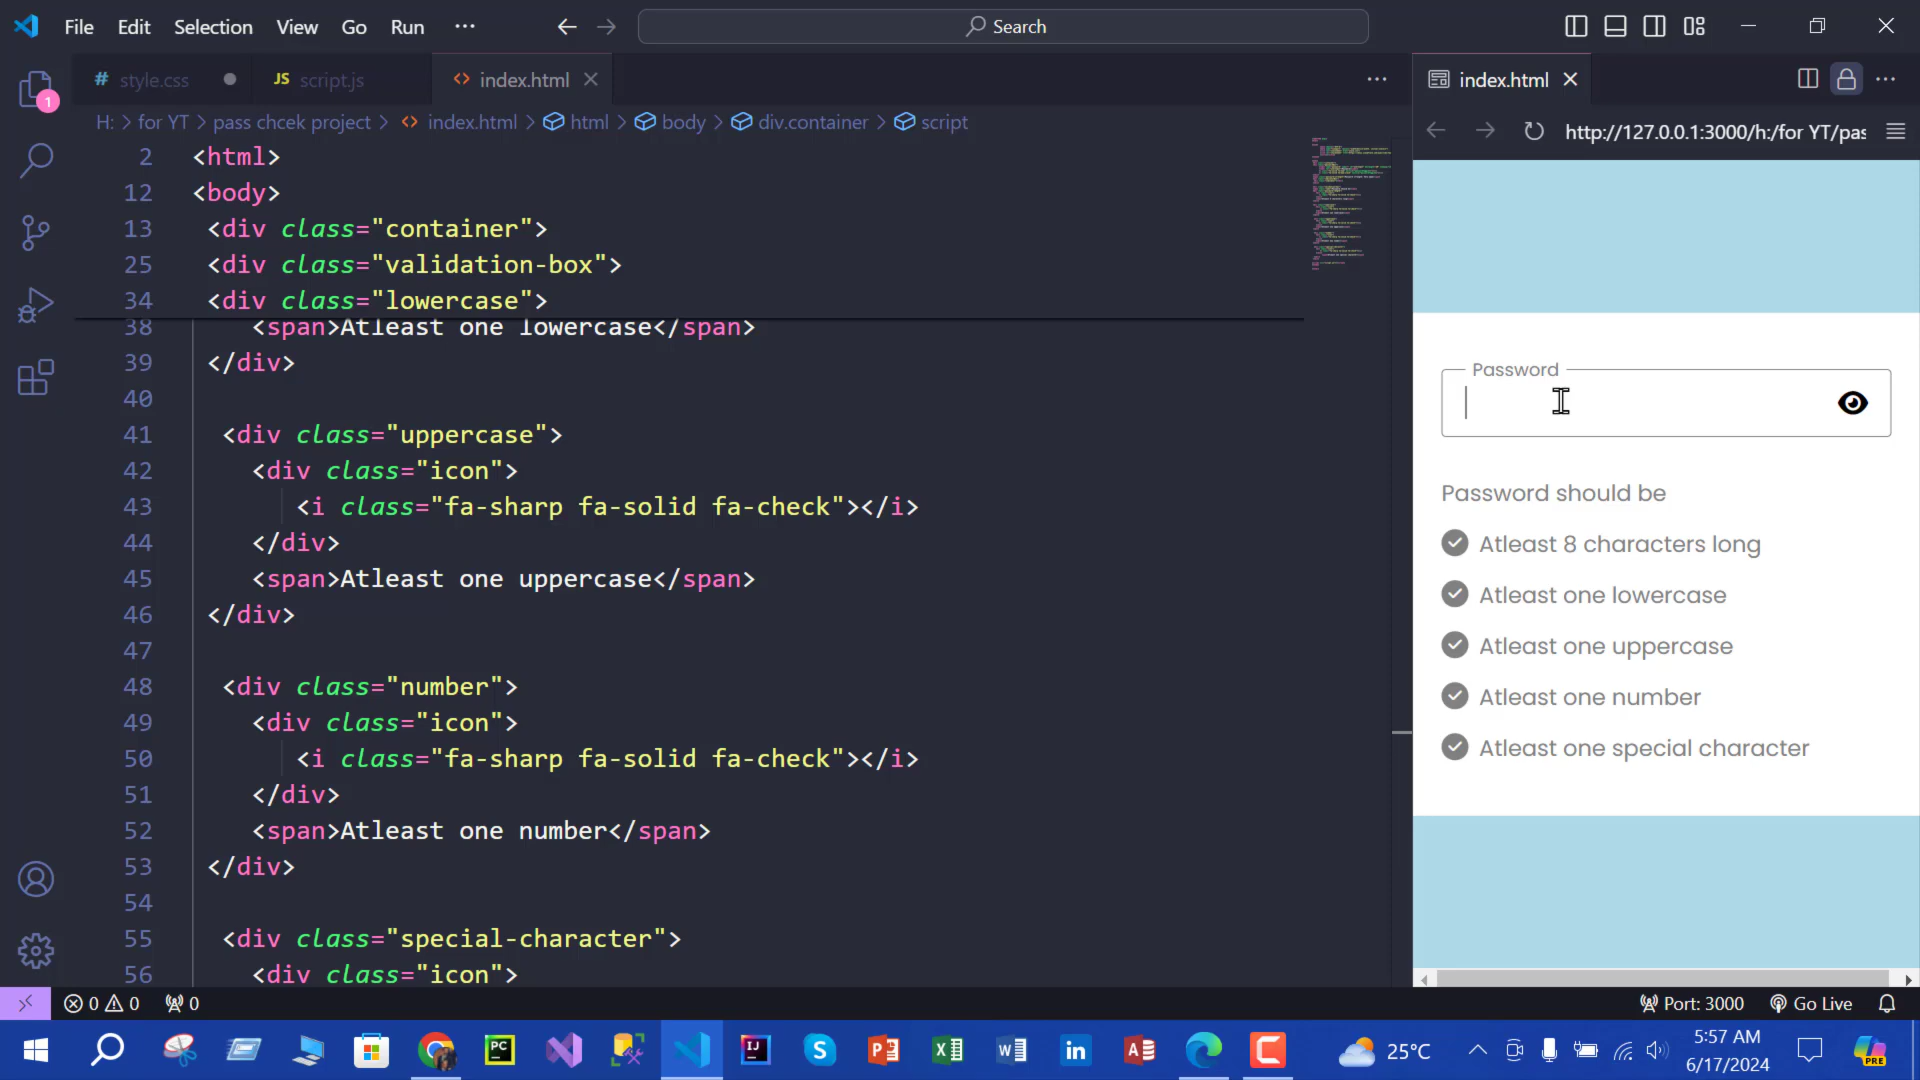 File Edit Selection View Go Run ··· Search
# style.css JS script.js <> index.html
H: > for YT > pass chcek project > <> index.html > html > body > div.container > script
2 <html>
12 <body>
13 <div class="container">
25 <div class="validation-box">
34 <div class="lowercase">
38 <span>Atleast one lowercase</span>
39 </div>
40
41 <div class="uppercase">
42 <div class="icon">
43 <i class="fa-sharp fa-solid fa-check"></i>
44 </div>
45 <span>Atleast one uppercase</span>
46 </div>
47
48 <div class="number">
49 <div class="icon">
50 <i class="fa-sharp fa-solid fa-check"></i>
51 </div>
52 <span>Atleast one number</span>
53 </div>
54
55 <div class="special-character">
56 <div class="icon">
index.html
http://127.0.0.1:3000/h:/for YT/pas
Password
Password should be
Atleast 8 characters long
Atleast one lowercase
Atleast one uppercase
Atleast one number
Atleast one special character
1
0 0 0 Port: 3000 Go Live
PC IJ S P X W in A C 25°C
5:57 AM
6/17/2024
PRE